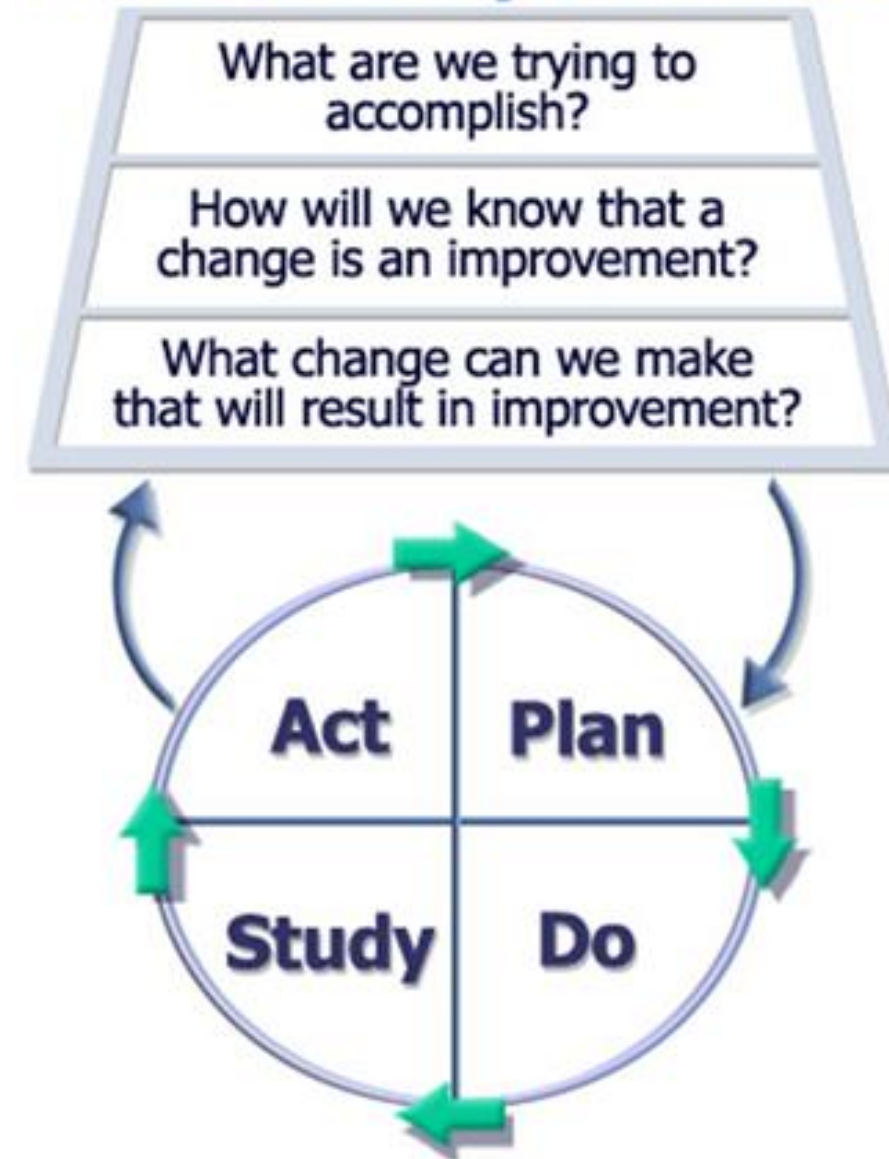 What are we trying to
accomplish?
How will we know that a
change is an improvement?
What change can we make
that will result in improvement?
Act Plan
Study Do